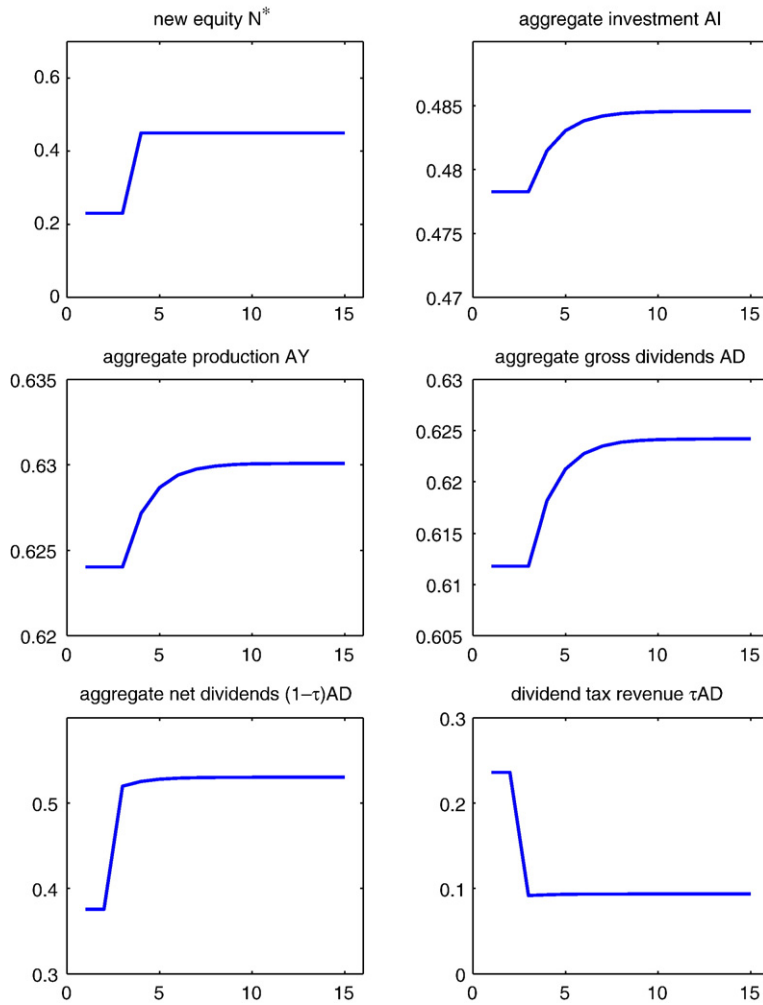 new equity N*
0.6
0.4
0.2
0
0 5 10 15
aggregate investment AI
0.485
0.48
0.475
0.47
0 5 10 15
aggregate production AY
0.635
0.63
0.625
0.62
0 5 10 15
aggregate gross dividends AD
0.63
0.625
0.62
0.615
0.61
0.605
0 5 10 15
aggregate net dividends (1–τ)AD
0.5
0.4
0.3
0 5 10 15
dividend tax revenue τAD
0.3
0.2
0.1
0
0 5 10 15